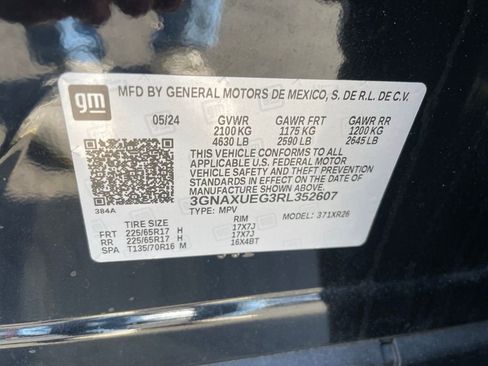 gm
MFD BY GENERAL MOTORS DE MEXICO, S. DE R.L. DE C.V.
05/24 GVWR GAWR FRT GAWR RR
2100KG 1175 KG 1200 KG
4630 LB 2590 LB 2645 LB
THIS VEHICLE CONFORMS TO ALL
APPLICABLE U.S. FEDERAL MOTOR
VEHICLE SAFETY AND THEFT PREVENTION
STANDARDS IN EFFECT ON THE DATE OF
MANUFACTURE SHOWN ABOVE.
3GNAXUEG3RL352607
384A TYPE: MPV MODEL: 371XR26
TIRE SIZE RIM
FRT 225/65R17 H 17X7J
RR 225/65R17 H 17X7J
SPA T135/70R16 M 16X4BT